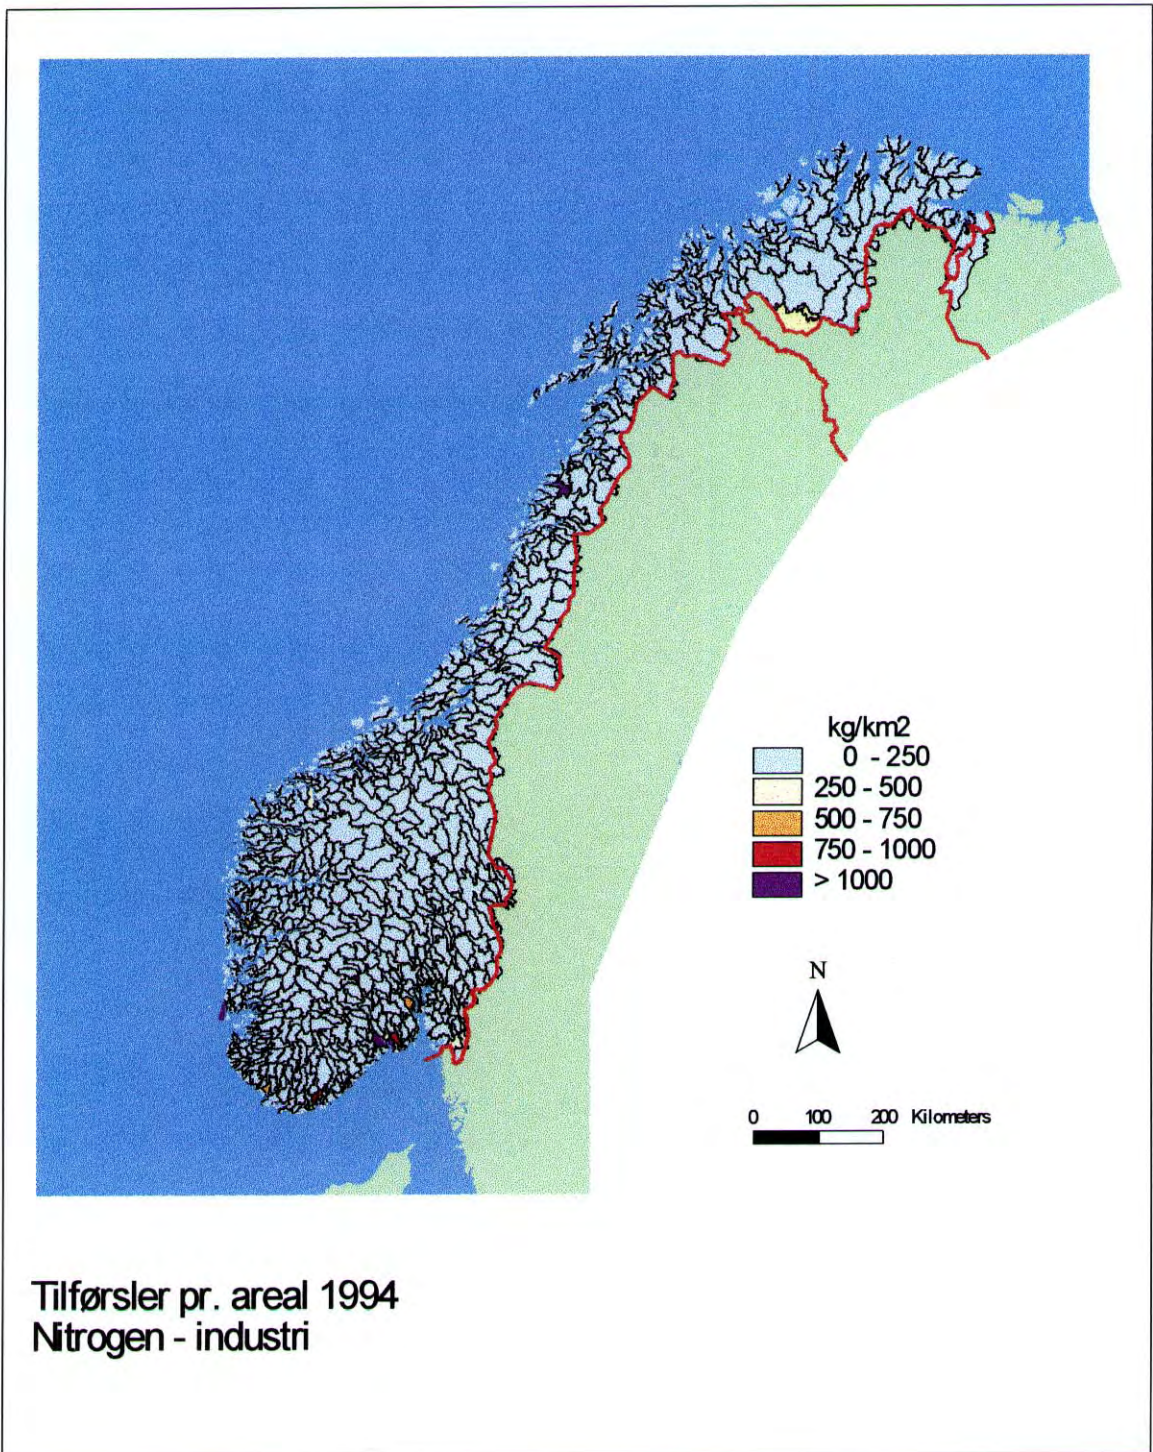 kg/km2
0 - 250
250 - 500
500 - 750
750 - 1000
> 1000
N
0 100 200 Kilometers
Tilførsler pr. areal 1994
Nitrogen - industri